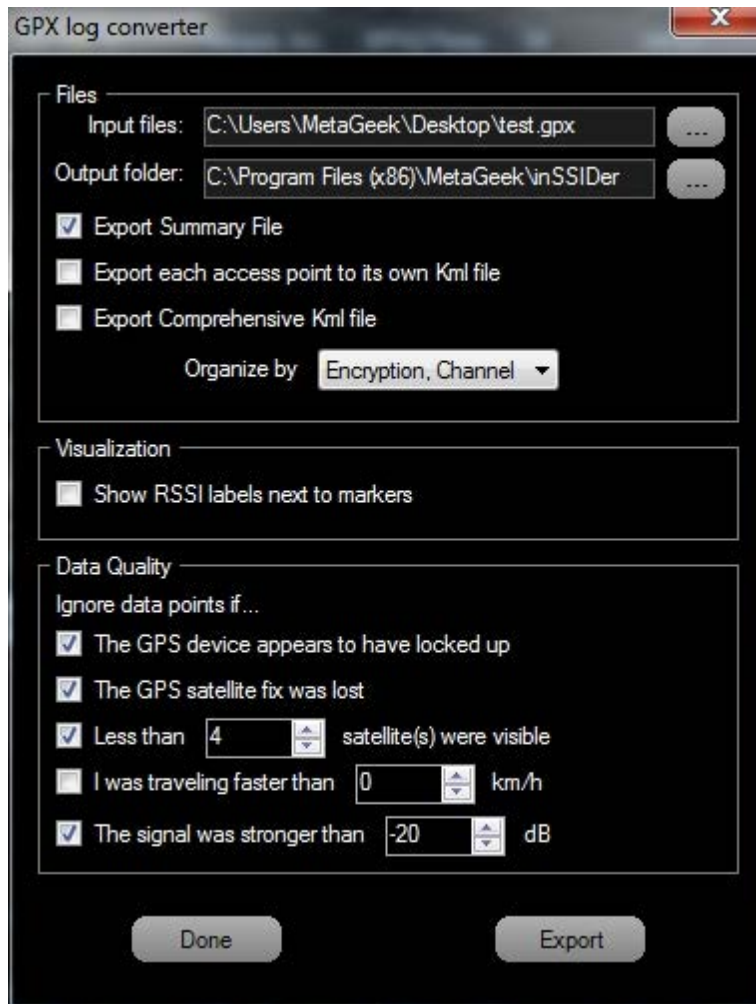 GPX log converter
Files
Input files: C:\Users\MetaGeek\Desktop\test.gpx ...
Output folder: C:\Program Files (x86)\MetaGeek\inSSIDer ...
Export Summary File
Export each access point to its own Kml file
Export Comprehensive Kml file
Organize by Encryption, Channel
Visualization
Show RSSI labels next to markers
Data Quality
Ignore data points if...
The GPS device appears to have locked up
The GPS satellite fix was lost
Less than 4 satellite(s) were visible
I was traveling faster than 0 km/h
The signal was stronger than -20 dB
Done Export